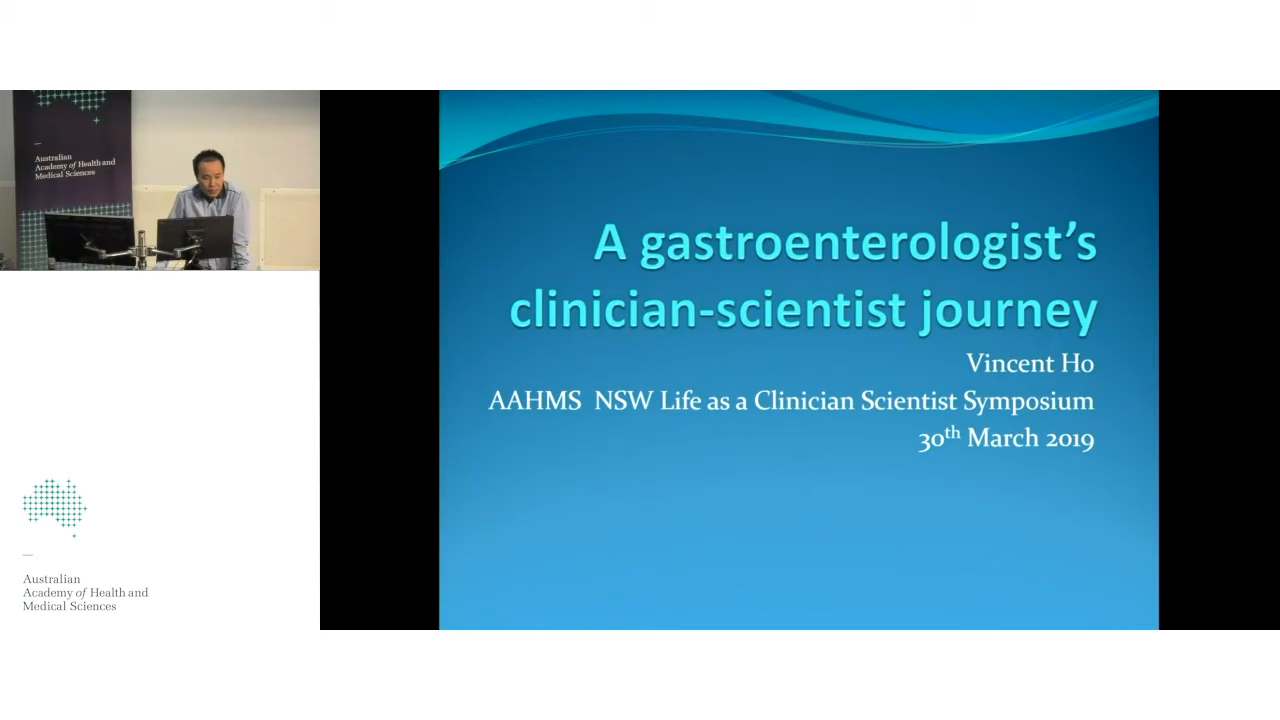 Australian
Academy of Health and
Medical Sciences
A gastroenterologist's
clinician-scientist journey
Vincent Ho
AAHMS NSW Life as a Clinician Scientist Symposium
30th March 2019
Australian
Academy of Health and
Medical Sciences